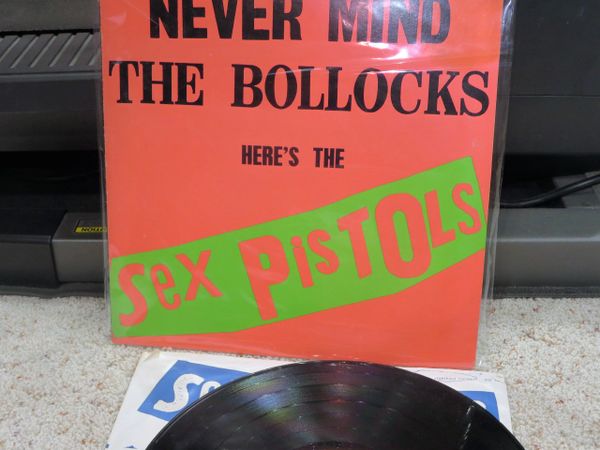 NEVER MIND
THE BOLLOCKS
HERE'S THE
Sex PisTOLs